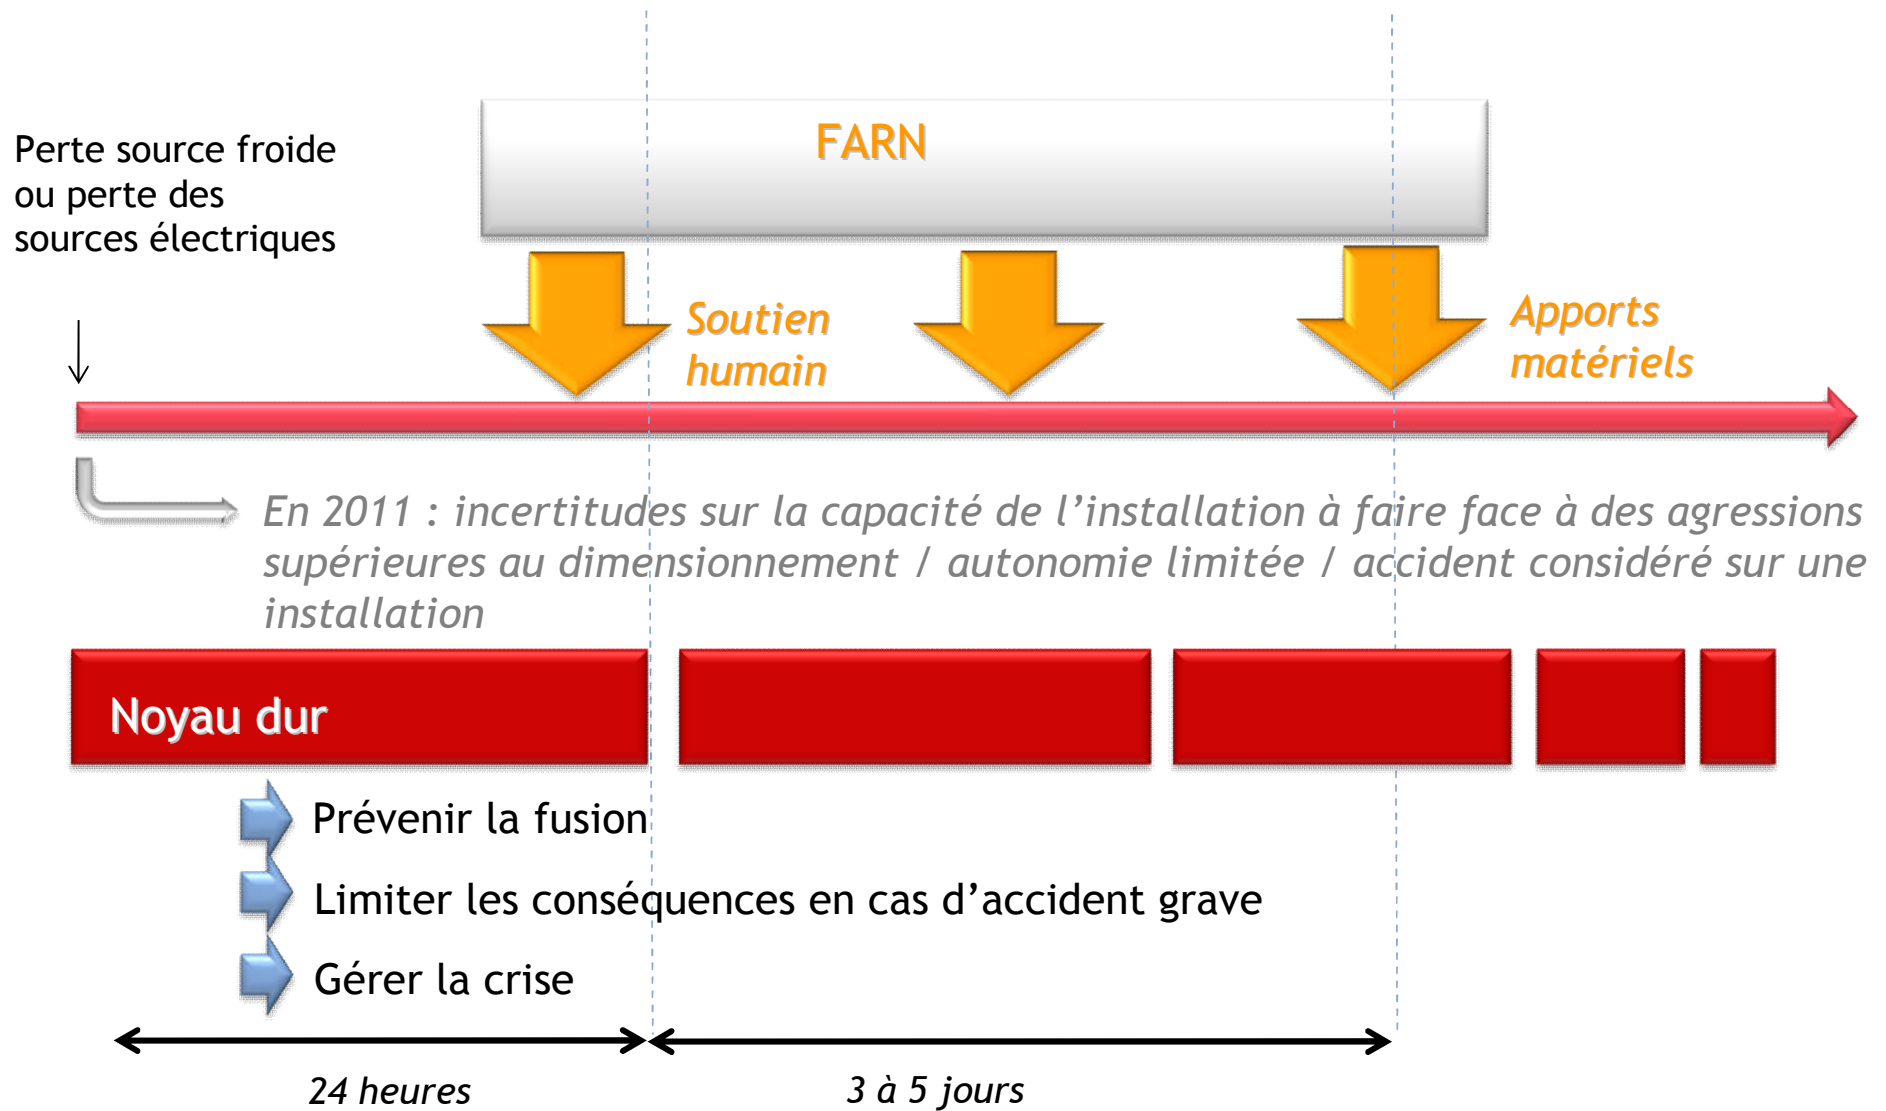 Perte source froide
ou perte des
sources électriques
FARN
Soutien
humain
Apports
matériels
En 2011 : incertitudes sur la capacité de l’installation à faire face à des agressions
supérieures au dimensionnement / autonomie limitée / accident considéré sur une
installation
Noyau dur
Prévenir la fusion
Limiter les conséquences en cas d’accident grave
Gérer la crise
24 heures
3 à 5 jours